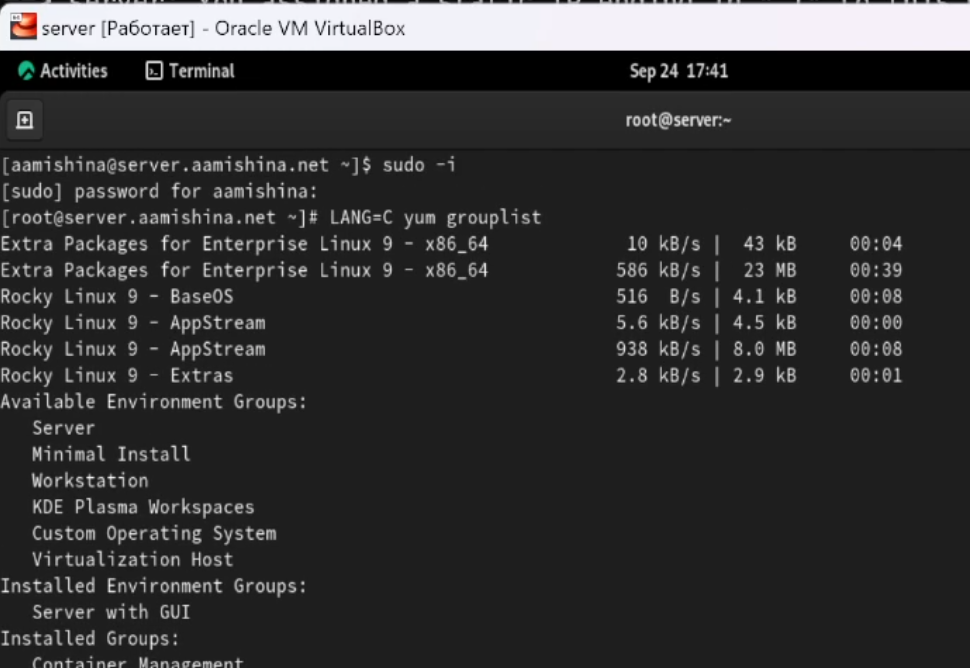 server [Работает] - Oracle VM VirtualBox
Activities Terminal Sep 24 17:41
root@server:~
[aamishina@server.aamishina.net ~]$ sudo -i
[sudo] password for aamishina:
[root@server.aamishina.net ~]# LANG=C yum grouplist
Extra Packages for Enterprise Linux 9 - x86_64 10 kB/s | 43 kB 00:04
Extra Packages for Enterprise Linux 9 - x86_64 586 kB/s | 23 MB 00:39
Rocky Linux 9 - BaseOS 516 B/s | 4.1 kB 00:08
Rocky Linux 9 - AppStream 5.6 kB/s | 4.5 kB 00:00
Rocky Linux 9 - AppStream 938 kB/s | 8.0 MB 00:08
Rocky Linux 9 - Extras 2.8 kB/s | 2.9 kB 00:01
Available Environment Groups:
Server
Minimal Install
Workstation
KDE Plasma Workspaces
Custom Operating System
Virtualization Host
Installed Environment Groups:
Server with GUI
Installed Groups:
Container Management